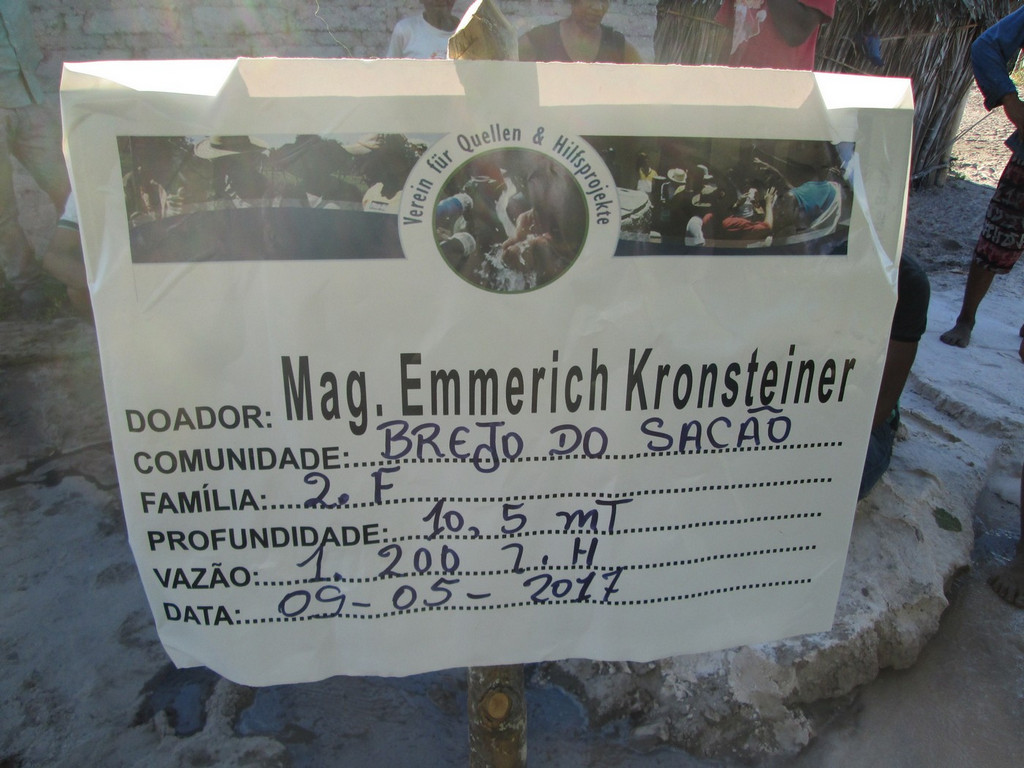 Verein für Quellen & Hilfsprojekte
DOADOR: Mag. Emmerich Kronsteiner
COMUNIDADE: BREJO DO SACÃO
FAMÍLIA: 2. F
PROFUNDIDADE: 10,5 mT
VAZÃO: 1. 200 L. H
DATA: 09-05-2017